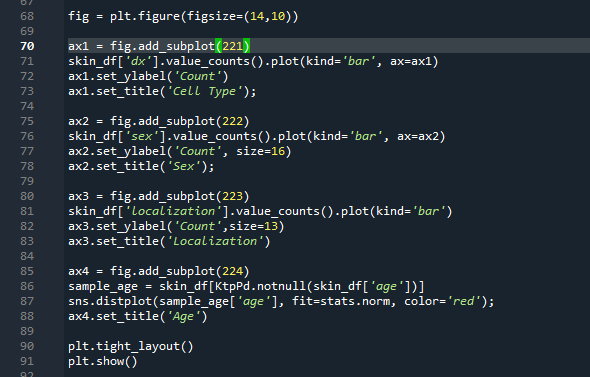 67
68 fig = plt.figure(figsize=(14,10))
69
70 ax1 = fig.add_subplot(221)
71 skin_df['dx'].value_counts().plot(kind='bar', ax=ax1)
72 ax1.set_ylabel('Count')
73 ax1.set_title('Cell Type');
74
75 ax2 = fig.add_subplot(222)
76 skin_df['sex'].value_counts().plot(kind='bar', ax=ax2)
77 ax2.set_ylabel('Count', size=16)
78 ax2.set_title('Sex');
79
80 ax3 = fig.add_subplot(223)
81 skin_df['localization'].value_counts().plot(kind='bar')
82 ax3.set_ylabel('Count',size=13)
83 ax3.set_title('Localization')
84
85 ax4 = fig.add_subplot(224)
86 sample_age = skin_df[KtpPd.notnull(skin_df['age'])]
87 sns.distplot(sample_age['age'], fit=stats.norm, color='red');
88 ax4.set_title('Age')
89
90 plt.tight_layout()
91 plt.show()
92